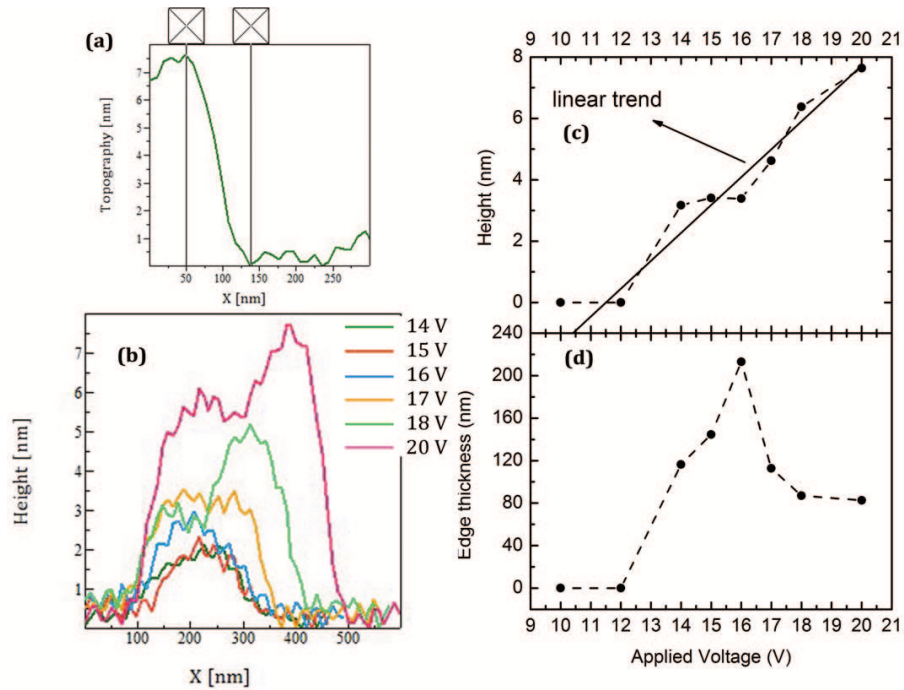 (a)
Topography [nm]
7
6
5
4
3
2
1
50 100 150 200 250
X [nm]
(b)
Height [nm]
7
6
5
4
3
2
1
14 V
15 V
16 V
17 V
18 V
20 V
100 200 300 400 500
X [nm]
9 10 11 12 13 14 15 16 17 18 19 20 21
8
6
4
2
0
Height (nm)
linear trend
(c)
240
200
160
120
80
40
0
Edge thickness (nm)
(d)
9 10 11 12 13 14 15 16 17 18 19 20 21
Applied Voltage (V)